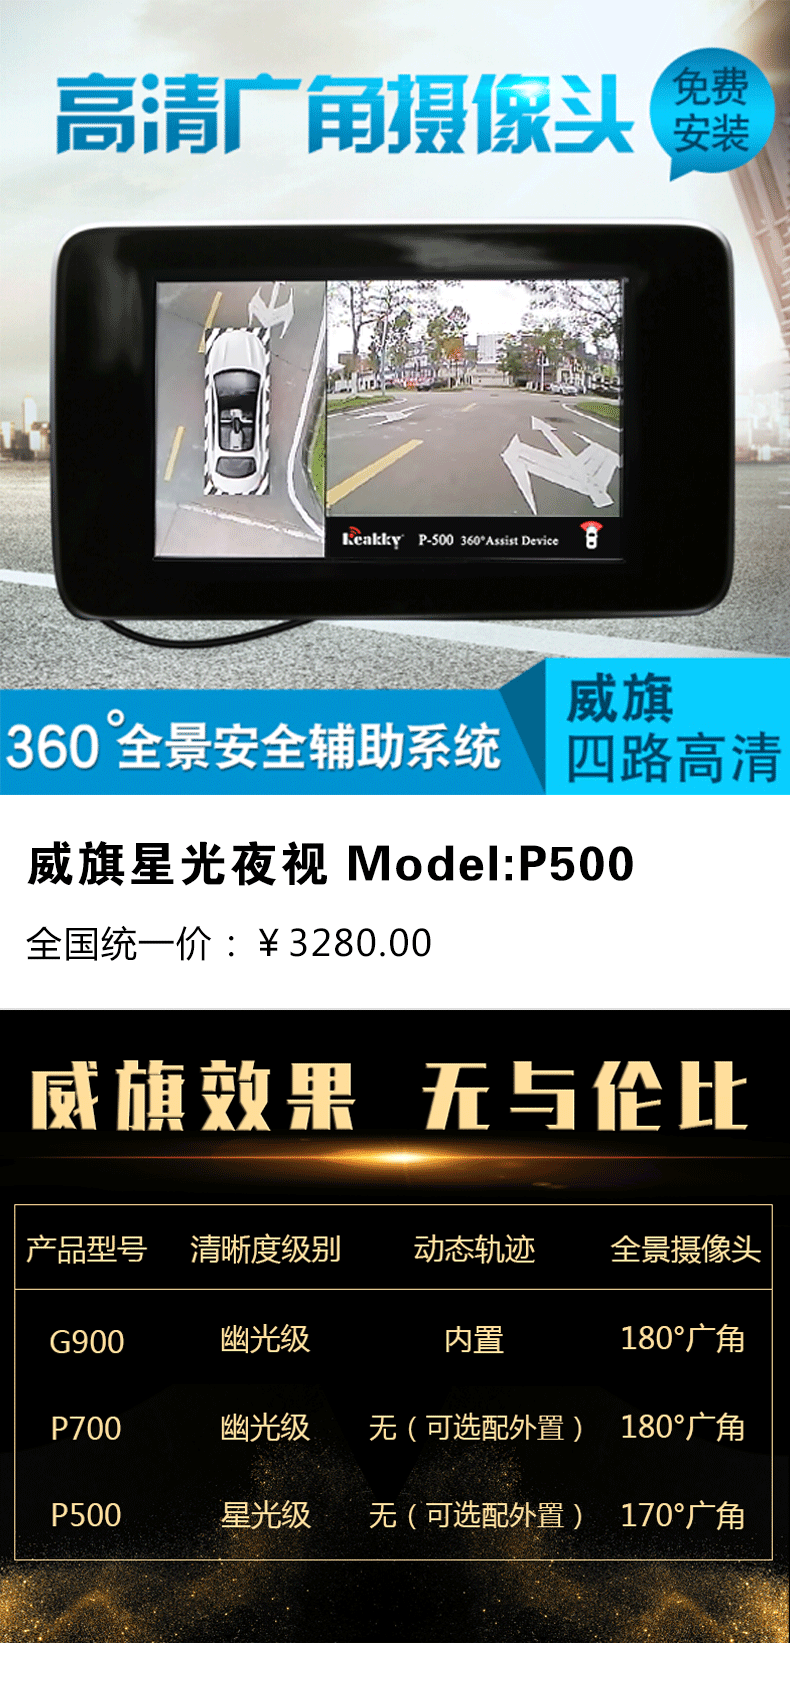 高清广角摄像头
免费
安装
Keakky P-500 360°Assist Device
360°全景安全辅助系统
威旗
四路高清
威旗星光夜视 Model:P500
全国统一价：￥3280.00
威旗效果 无与伦比
产品型号 清晰度级别 动态轨迹 全景摄像头
G900 幽光级 内置 180°广角
P700 幽光级 无（可选配外置） 180°广角
P500 星光级 无（可选配外置） 170°广角